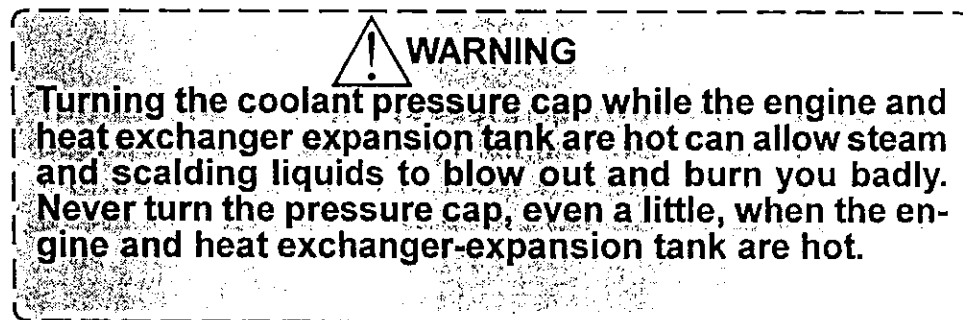 WARNING
Turning the coolant pressure cap while the engine and
heat exchanger expansion tank are hot can allow steam
and scalding liquids to blow out and burn you badly.
Never turn the pressure cap, even a little, when the en-
gine and heat exchanger-expansion tank are hot.